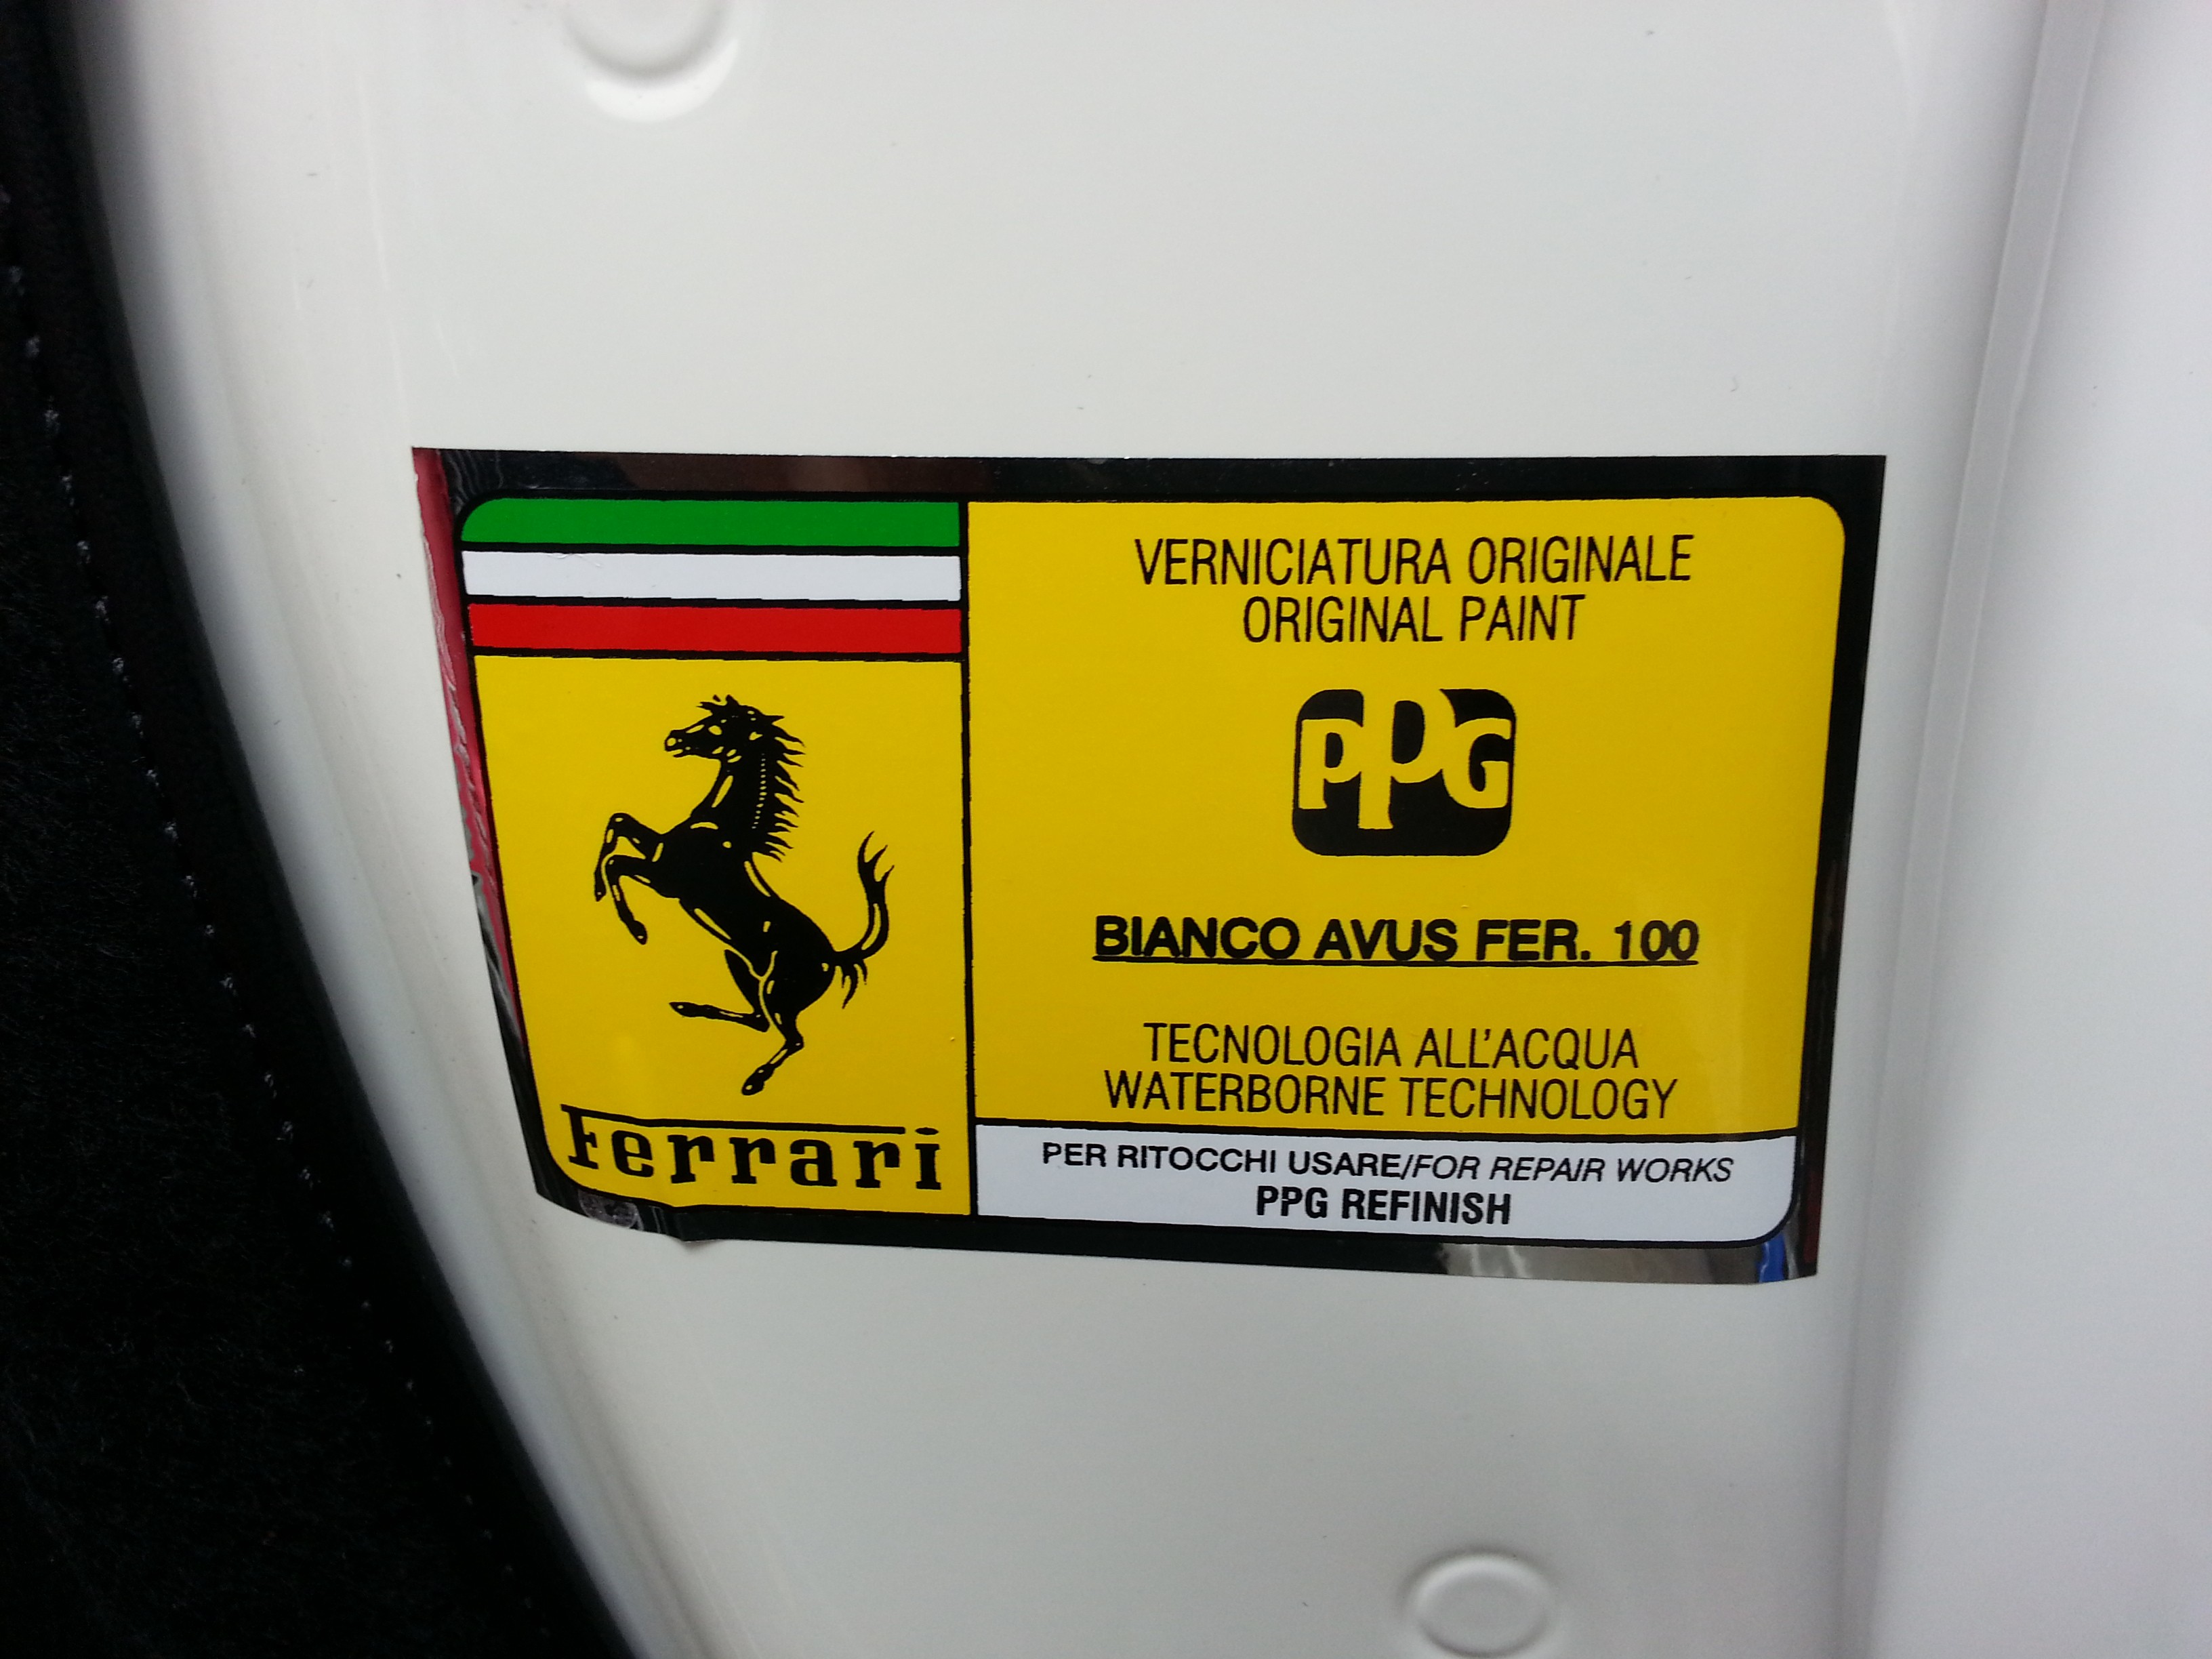 VERNICIATURA ORIGINALE
ORIGINAL PAINT
PPG
BIANCO AVUS FER. 100
TECNOLOGIA ALL'ACQUA
WATERBORNE TECHNOLOGY
Ferrari
PER RITOCCHI USARE/FOR REPAIR WORKS
PPG REFINISH